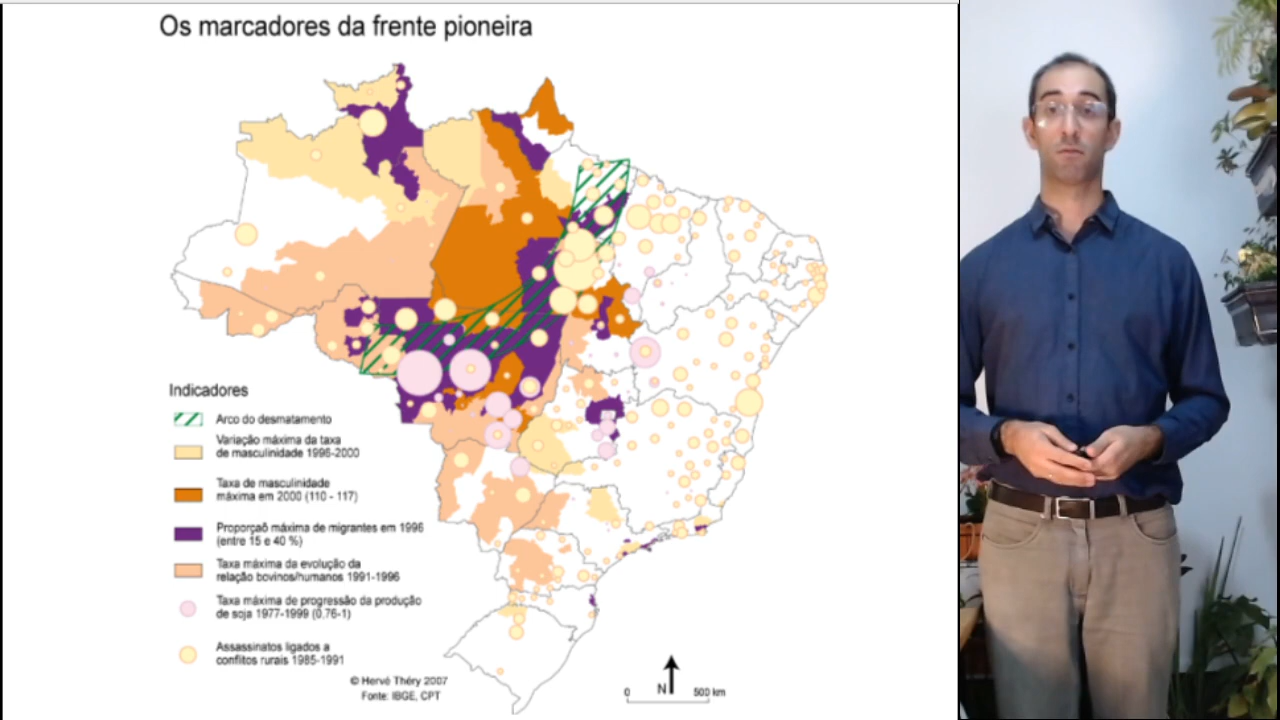 Os marcadores da frente pioneira
Indicadores
Arco do desmatamento
Variação máxima da taxa
de masculinidade 1996-2000
Taxa de masculinidade
máxima em 2000 (110 - 117)
Proporçaõ máxima de migrantes em 1996
(entre 15 e 40 %)
Taxa máxima da evolução da
relação bovinos/humanos 1991-1996
Taxa máxima de progressão da produção
de soja 1977-1999 (0,76-1)
Assassinatos ligados a
conflitos rurais 1985-1991
© Hervé Théry 2007
Fonte: IBGE, CPT
N
0 500 km